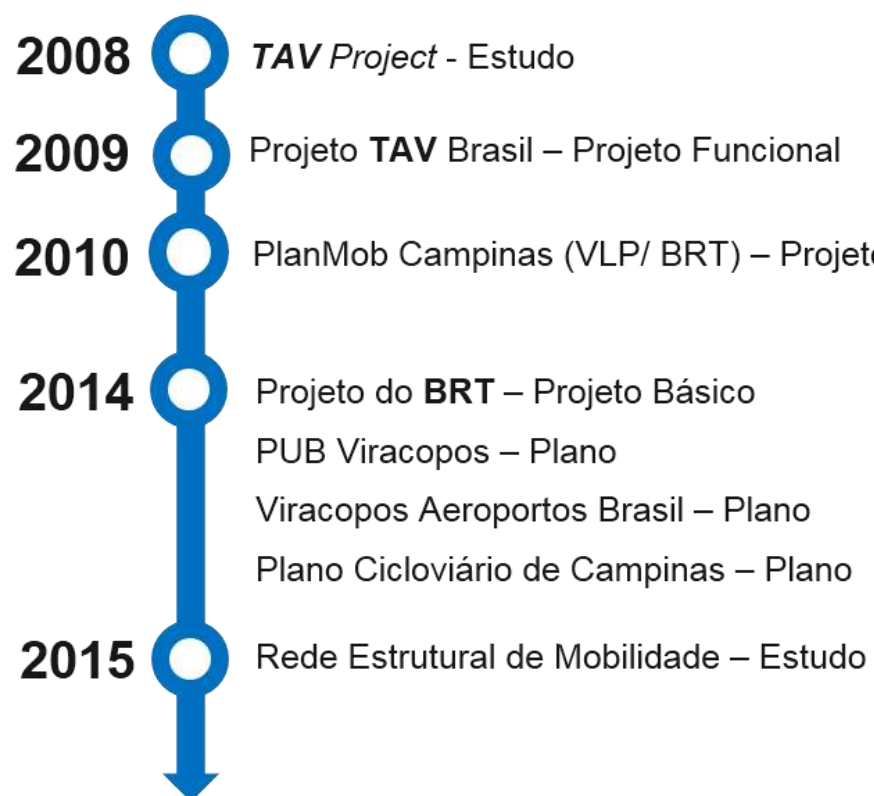 2008 TAV Project - Estudo
2009 Projeto TAV Brasil – Projeto Funcional
2010 PlanMob Campinas (VLP/ BRT) – Projeto
2014 Projeto do BRT – Projeto Básico
PUB Viracopos – Plano
Viracopos Aeroportos Brasil – Plano
Plano Cicloviário de Campinas – Plano
2015 Rede Estrutural de Mobilidade – Estudo